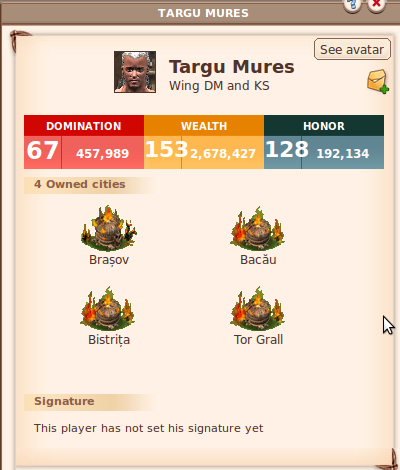 TARGU MURES
See avatar
Targu Mures
Wing DM and KS
DOMINATION WEALTH HONOR
67 457,989 153 2,678,427 128 192,134
4 Owned cities
Brașov Bacău
Bistrița Tor Grall
Signature
This player has not set his signature yet